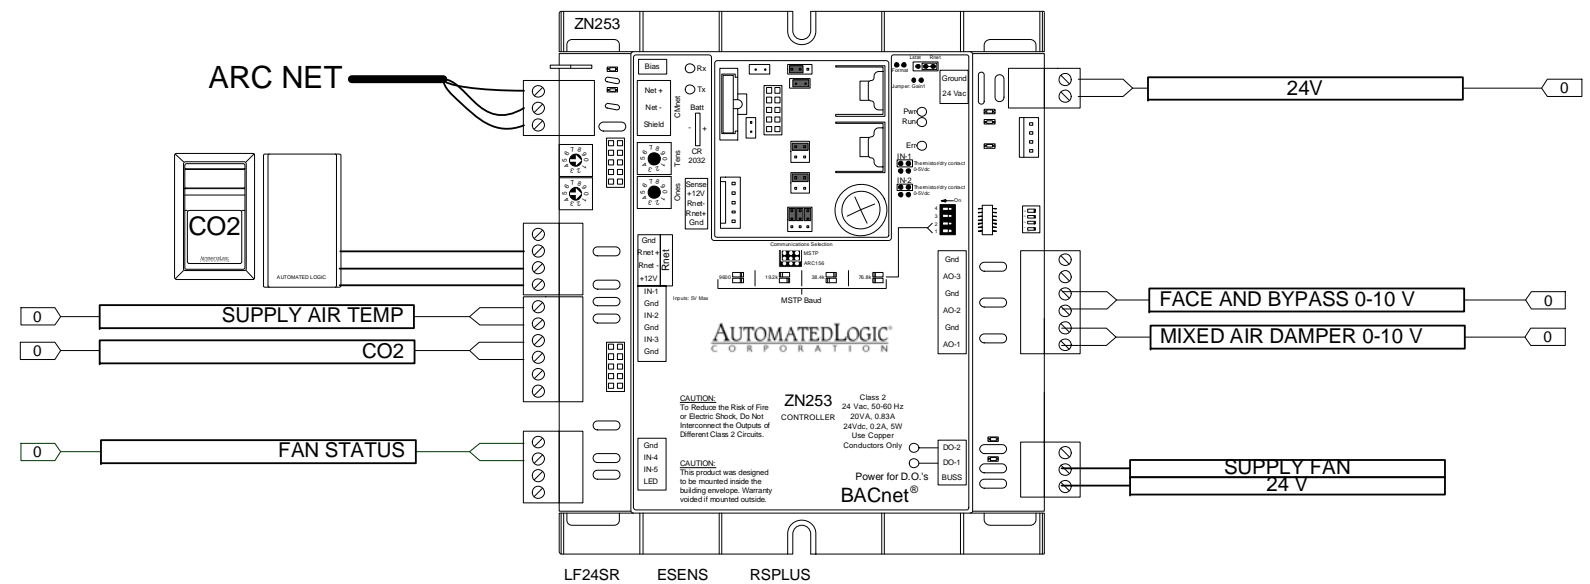 ZN253
ARC NET
Bias
Rx
Net +
Tx
Net -
Batt
Shield
CMnet
- +
CR
2032
Tens
Ones
Sense
+12V
Rnet-
Rnet+
Gnd
Lstat Rnet
Format
Jumper: Gain1
Ground
24 Vac
24V
0
Pwr
Run
Err
IN-1
Thermistor/dry contact
0-5Vdc
IN-2
Thermistor/dry contact
0-5Vdc
On
4
3
2
1
CO2
AUTOMATED LOGIC
Gnd
Rnet +
Rnet -
+12V
Rnet
Communications Selection
MSTP
ARC156
9600
19.2k
38.4k
76.8k
MSTP Baud
IN-1
Gnd
IN-2
Gnd
IN-3
Gnd
Inputs: 5V Max
0
SUPPLY AIR TEMP
0
CO2
AUTOMATEDLOGIC®
CORPORATION
Gnd
AO-3
Gnd
AO-2
Gnd
AO-1
FACE AND BYPASS 0-10 V
0
MIXED AIR DAMPER 0-10 V
0
CAUTION:
To Reduce the Risk of Fire
or Electric Shock, Do Not
Interconnect the Outputs of
Different Class 2 Circuits.
ZN253
CONTROLLER
Class 2
24 Vac, 50-60 Hz
20VA, 0.83A
24Vdc, 0.2A, 5W
Use Copper
Conductors Only
0
FAN STATUS
Gnd
IN-4
IN-5
LED
CAUTION:
This product was designed
to be mounted inside the
building envelope. Warranty
voided if mounted outside.
DO-2
DO-1
BUSS
Power for D.O.'s
BACnet®
SUPPLY FAN
24 V
LF24SR ESENS RSPLUS